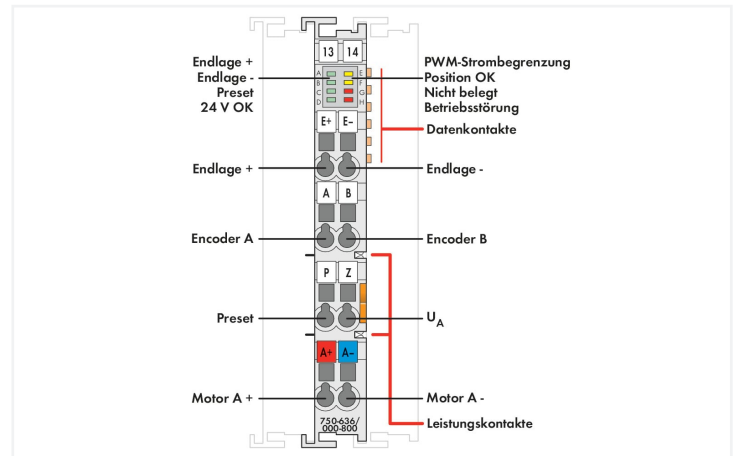 13 14
Endlage +
Endlage -
Preset
24 V OK
A
B
C
D
E
F
G
H
PWM-Strombegrenzung
Position OK
Nicht belegt
Betriebsstörung
Datenkontakte
E+ E−
Endlage +
Endlage -
A B
Encoder A
Encoder B
P Z
Preset
UA
A+ A−
Motor A +
Motor A -
Leistungskontakte
750-636/
000-800